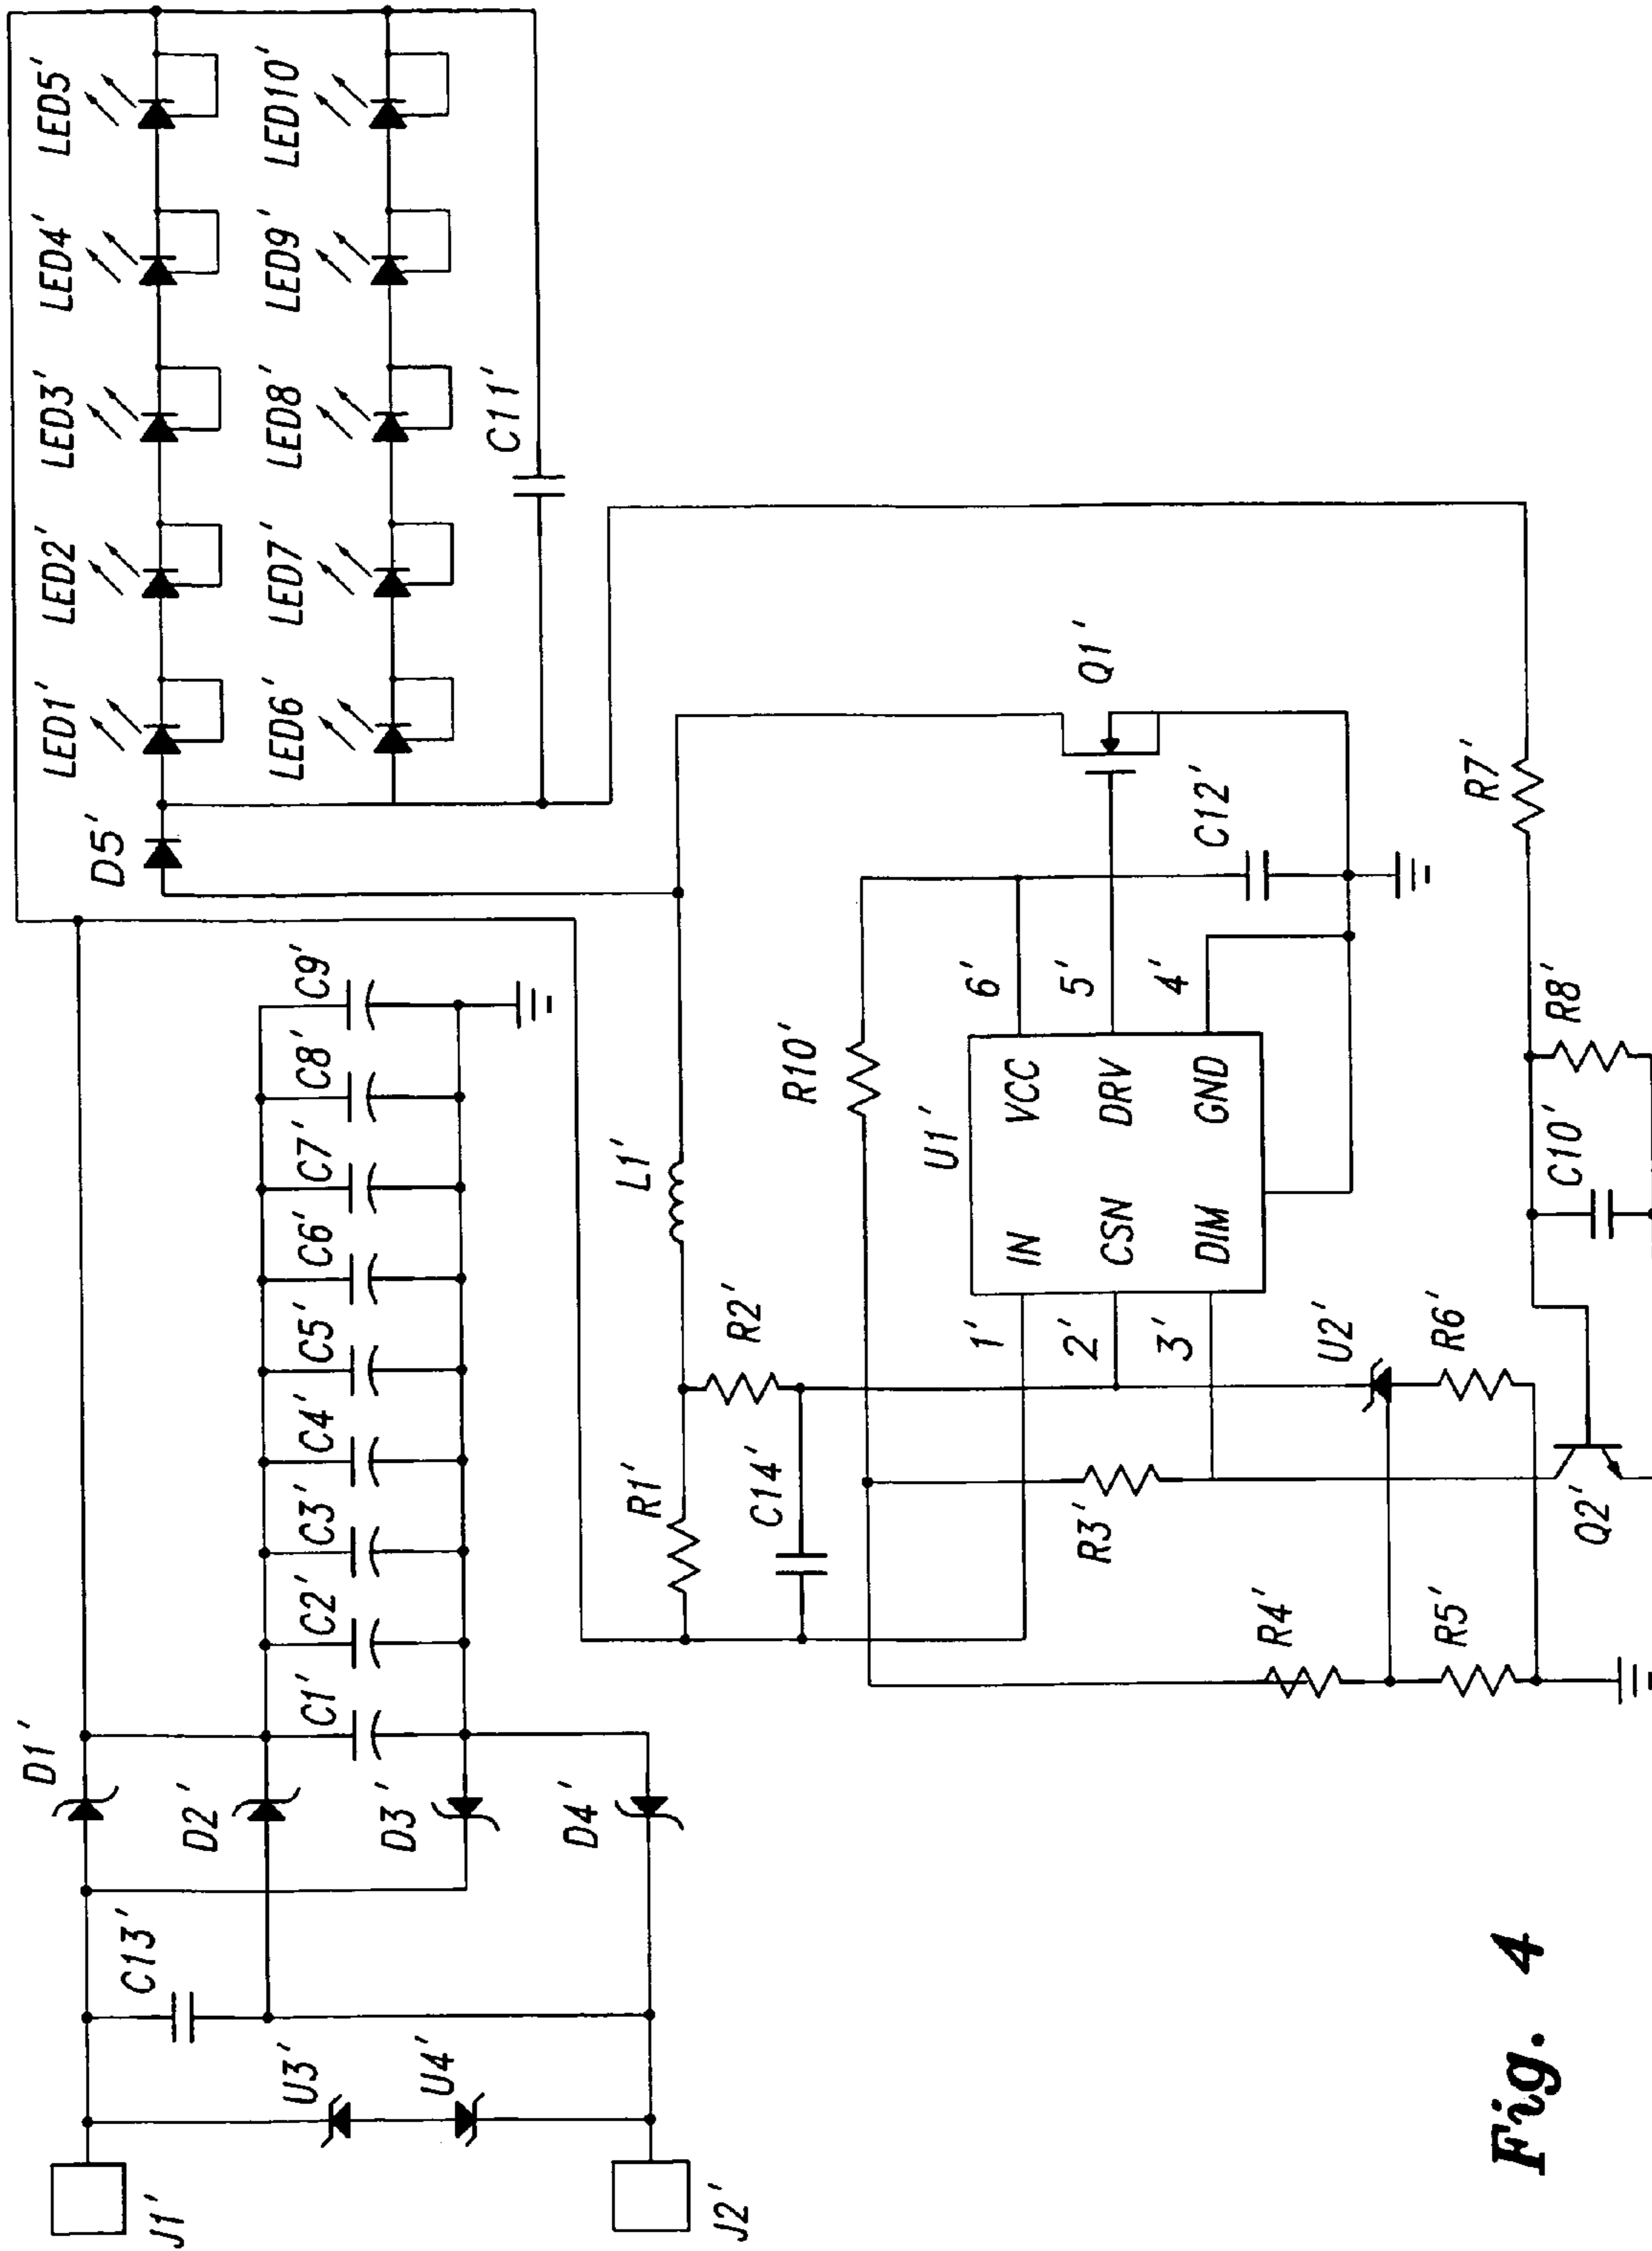 LED1' LED2' LED3' LED4' LED5'
D5'
LED6' LED7' LED8' LED9' LED10'
C11'
D1'
C13'
D2'
C1' C2' C3' C4' C5' C6' C7' C8' C9'
D3'
U3'
U4'
D4'
J1'
J2'
R1'
L1'
R2'
C14'
R10'
U1'
1' IN VCC 6'
2' CSN DRV 5'
3' DIM GND 4'
Q1'
C12'
R3'
U2'
R4'
R5'
R6'
R7'
Q2'
C10'
R8'
Fig. 4